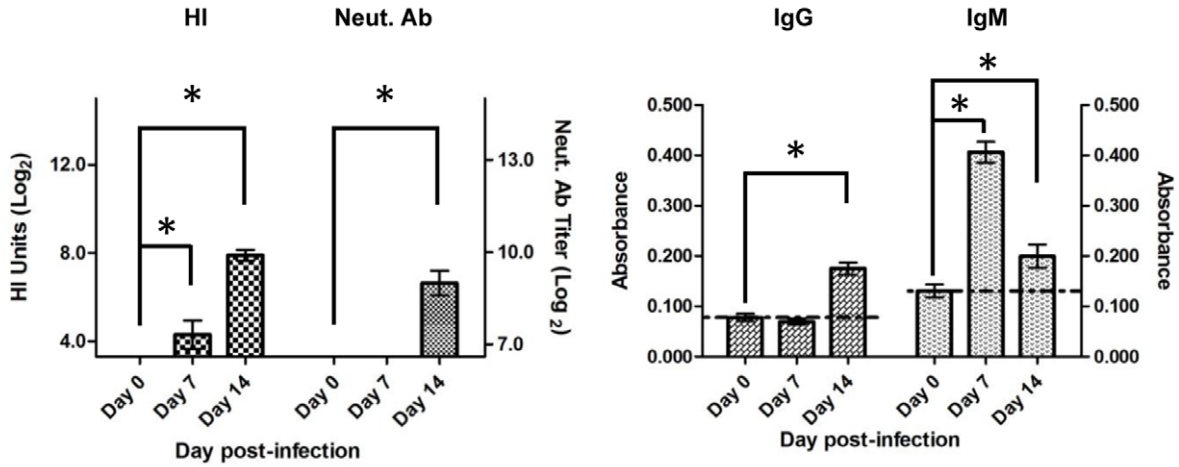 HI
Neut. Ab
*
*
*
HI Units (Log2)
12.0
8.0
4.0
13.0
10.0
7.0
Neut. Ab Titer (Log 2)
Day 0
Day 7
Day 14
Day 0
Day 7
Day 14
Day post-infection
IgG
IgM
*
*
*
Absorbance
0.500
0.400
0.300
0.200
0.100
0.000
0.500
0.400
0.300
0.200
0.100
0.000
Absorbance
Day 0
Day 7
Day 14
Day 0
Day 7
Day 14
Day post-infection